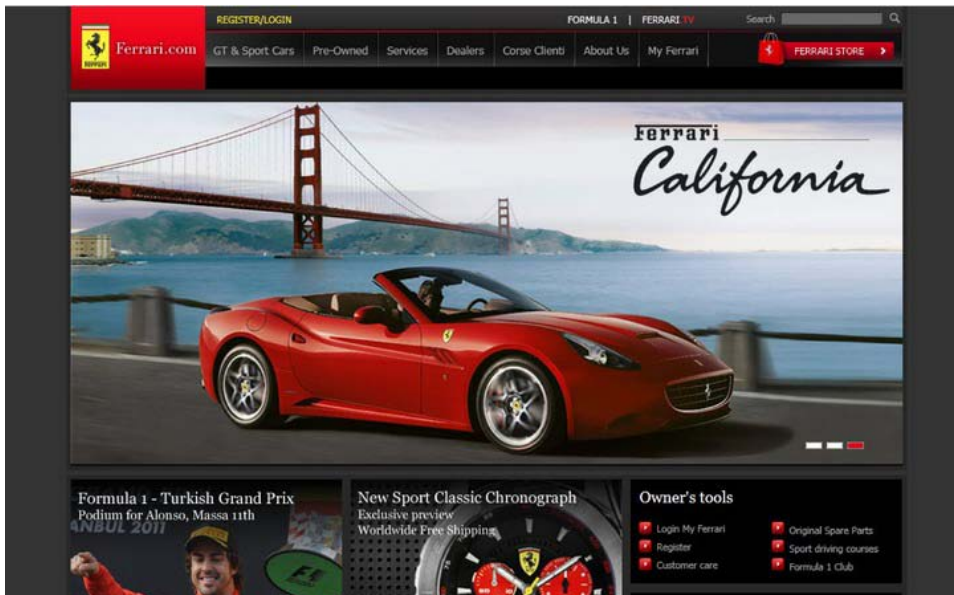 REGISTER/LOGIN
FORMULA 1 | FERRARI.TV
Search
Ferrari.com
GT & Sport Cars
Pre-Owned
Services
Dealers
Corse Clienti
About Us
My Ferrari
FERRARI STORE
Ferrari
California
Formula 1 - Turkish Grand Prix
Podium for Alonso, Massa 11th
ANBUL 2011
F1
New Sport Classic Chronograph
Exclusive preview
Worldwide Free Shipping
Owner's tools
Login My Ferrari
Register
Customer care
Original Spare Parts
Sport driving courses
Formula 1 Club